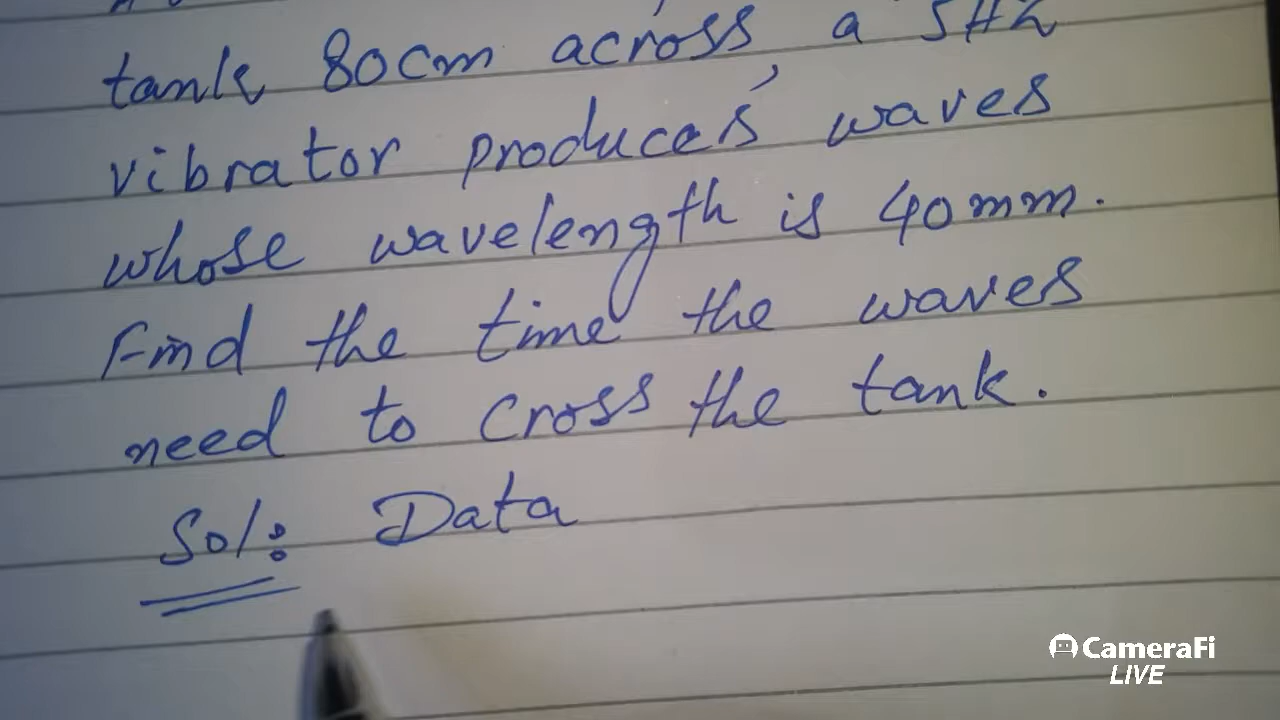 tank 80cm across a 5Hz
vibrator produces waves
whose wavelength is 40mm.
Find the time the waves
need to cross the tank.
Sol: Data
CameraFi
LIVE